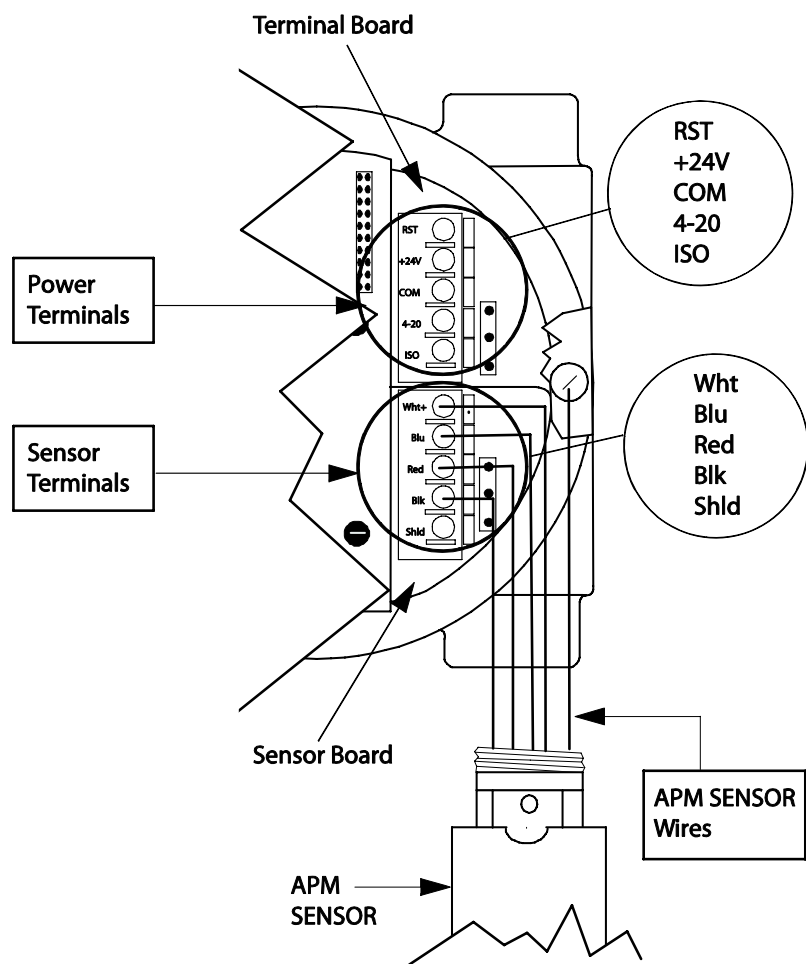 Terminal Board
RST
+24V
COM
4-20
ISO
RST
+24V
COM
4-20
ISO
Power
Terminals
Wht+
Blu
Red
Blk
Shld
Wht
Blu
Red
Blk
Shld
Sensor
Terminals
Sensor Board
APM SENSOR
Wires
APM
SENSOR